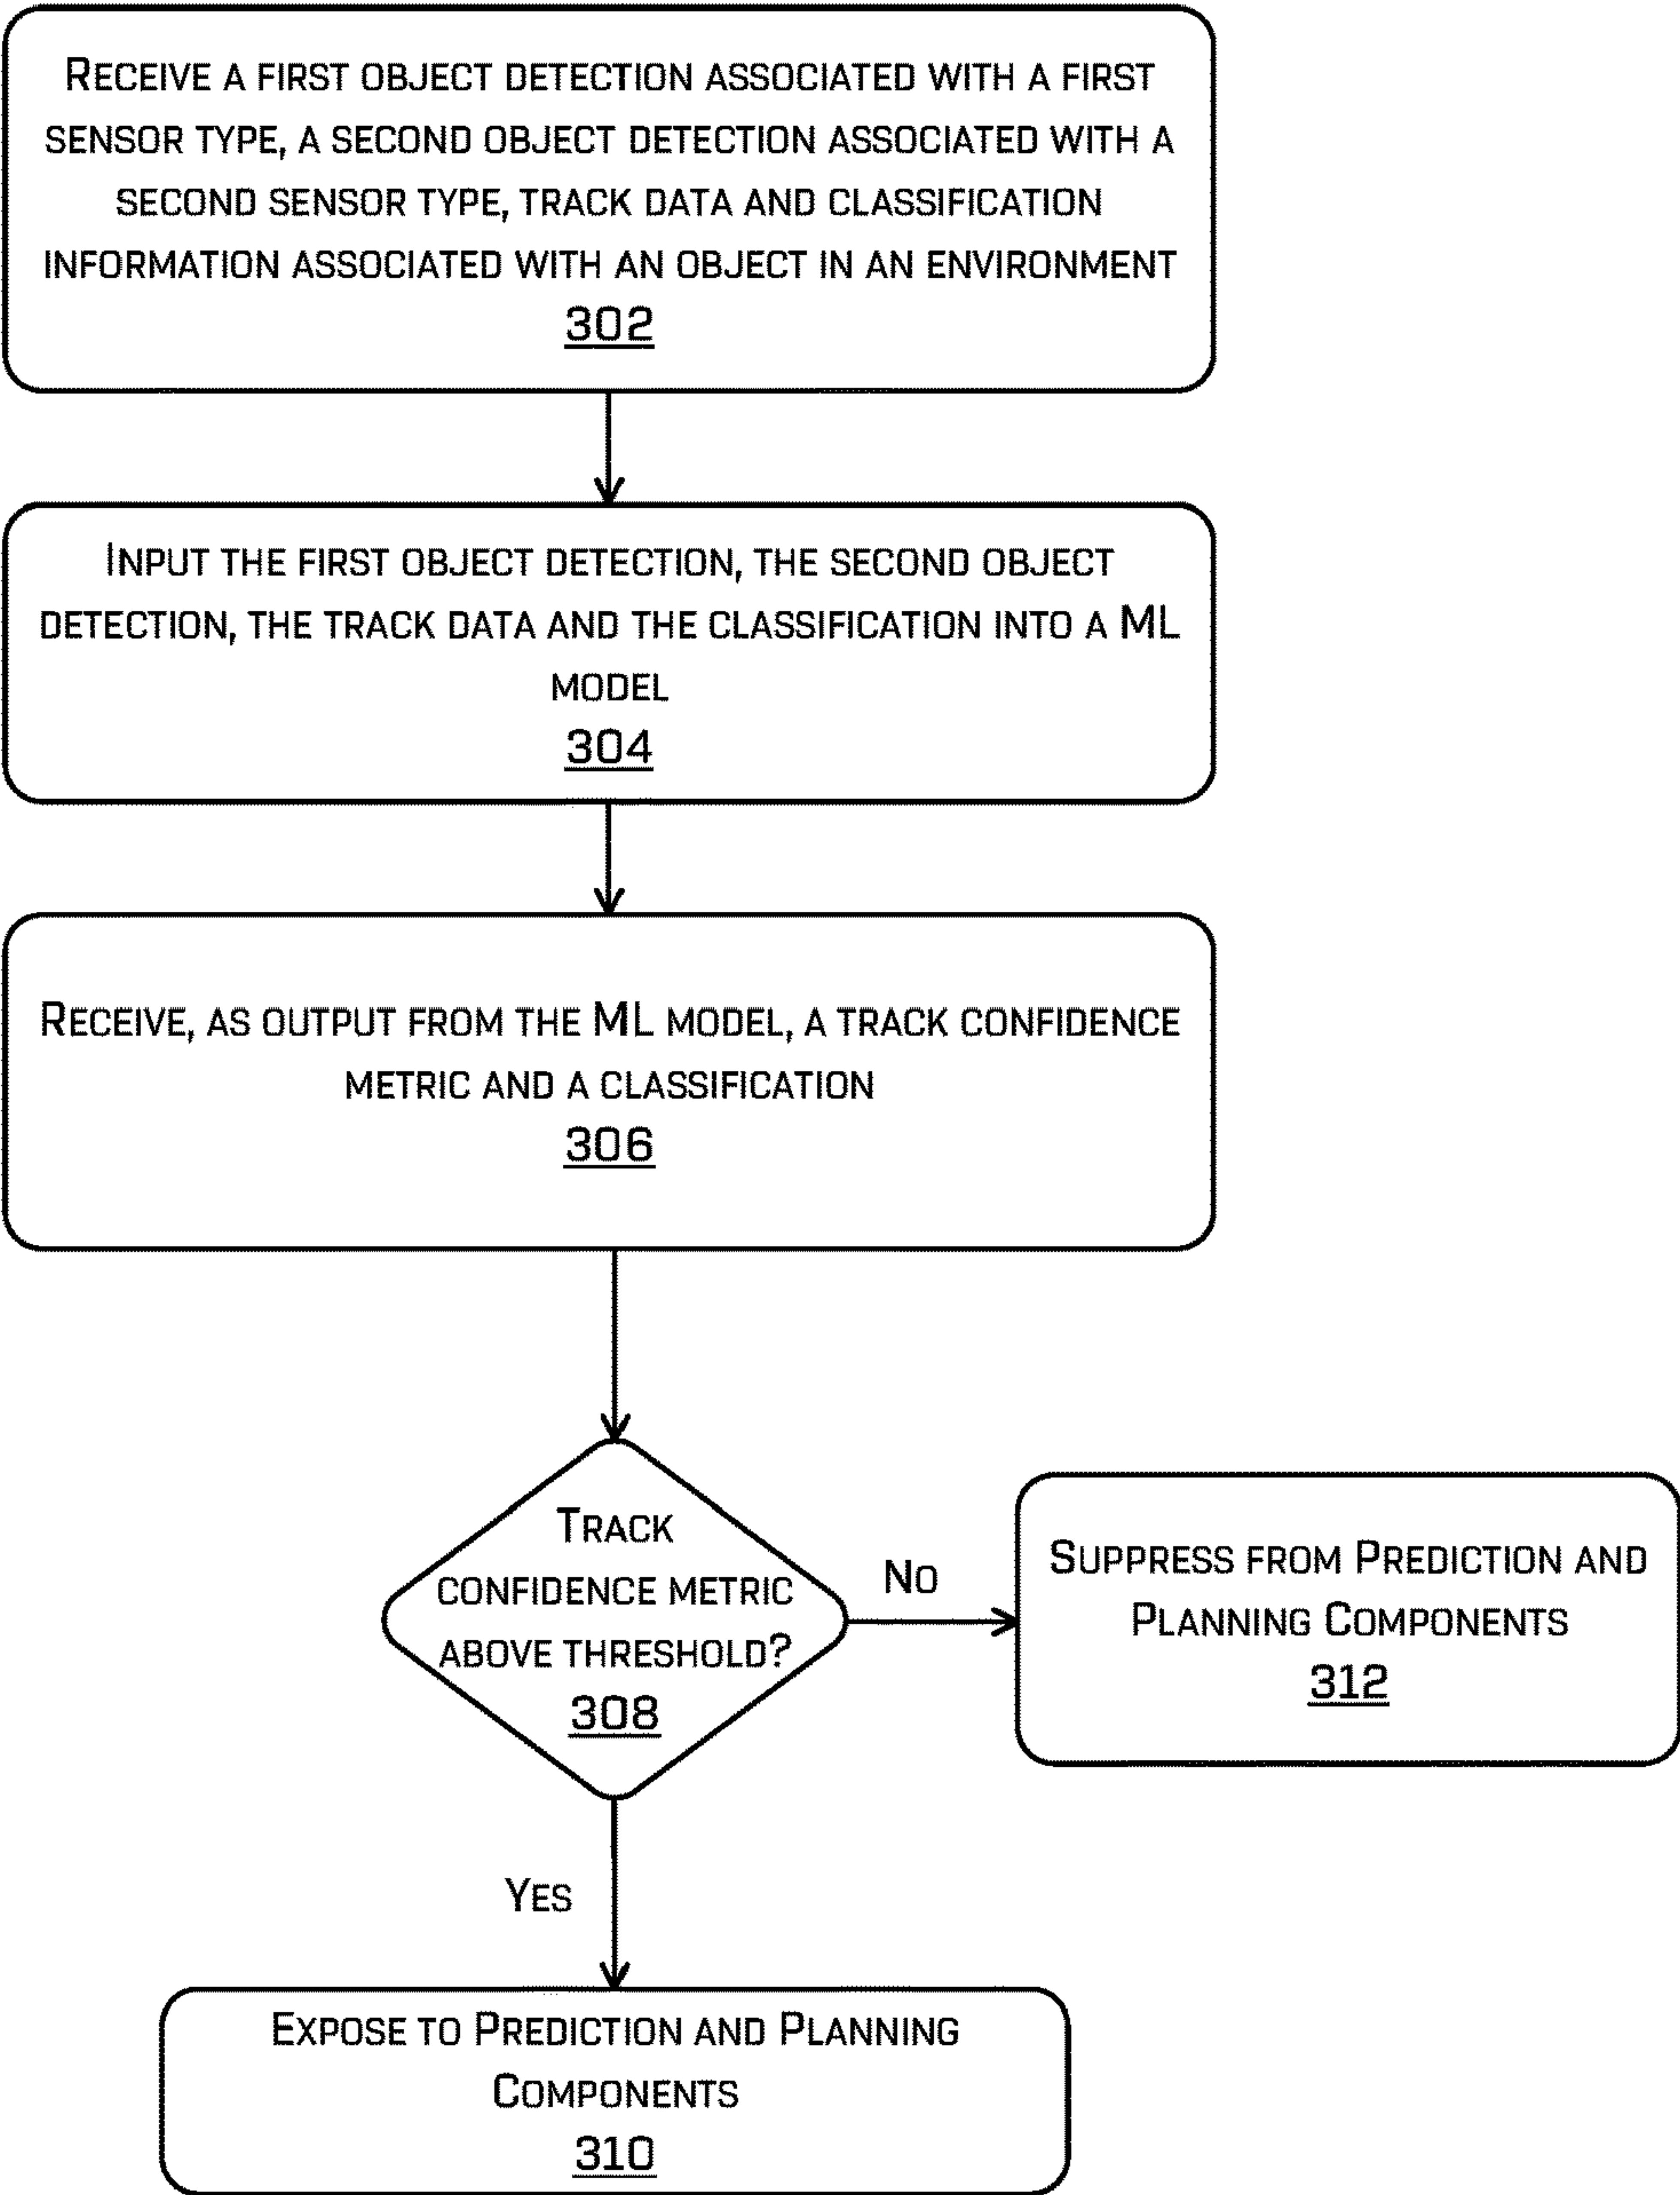 RECEIVE A FIRST OBJECT DETECTION ASSOCIATED WITH A FIRST
SENSOR TYPE, A SECOND OBJECT DETECTION ASSOCIATED WITH A
SECOND SENSOR TYPE, TRACK DATA AND CLASSIFICATION
INFORMATION ASSOCIATED WITH AN OBJECT IN AN ENVIRONMENT
302
INPUT THE FIRST OBJECT DETECTION, THE SECOND OBJECT
DETECTION, THE TRACK DATA AND THE CLASSIFICATION INTO A ML
MODEL
304
RECEIVE, AS OUTPUT FROM THE ML MODEL, A TRACK CONFIDENCE
METRIC AND A CLASSIFICATION
306
TRACK
CONFIDENCE METRIC
ABOVE THRESHOLD?
308
NO
SUPPRESS FROM PREDICTION AND
PLANNING COMPONENTS
312
YES
EXPOSE TO PREDICTION AND PLANNING
COMPONENTS
310